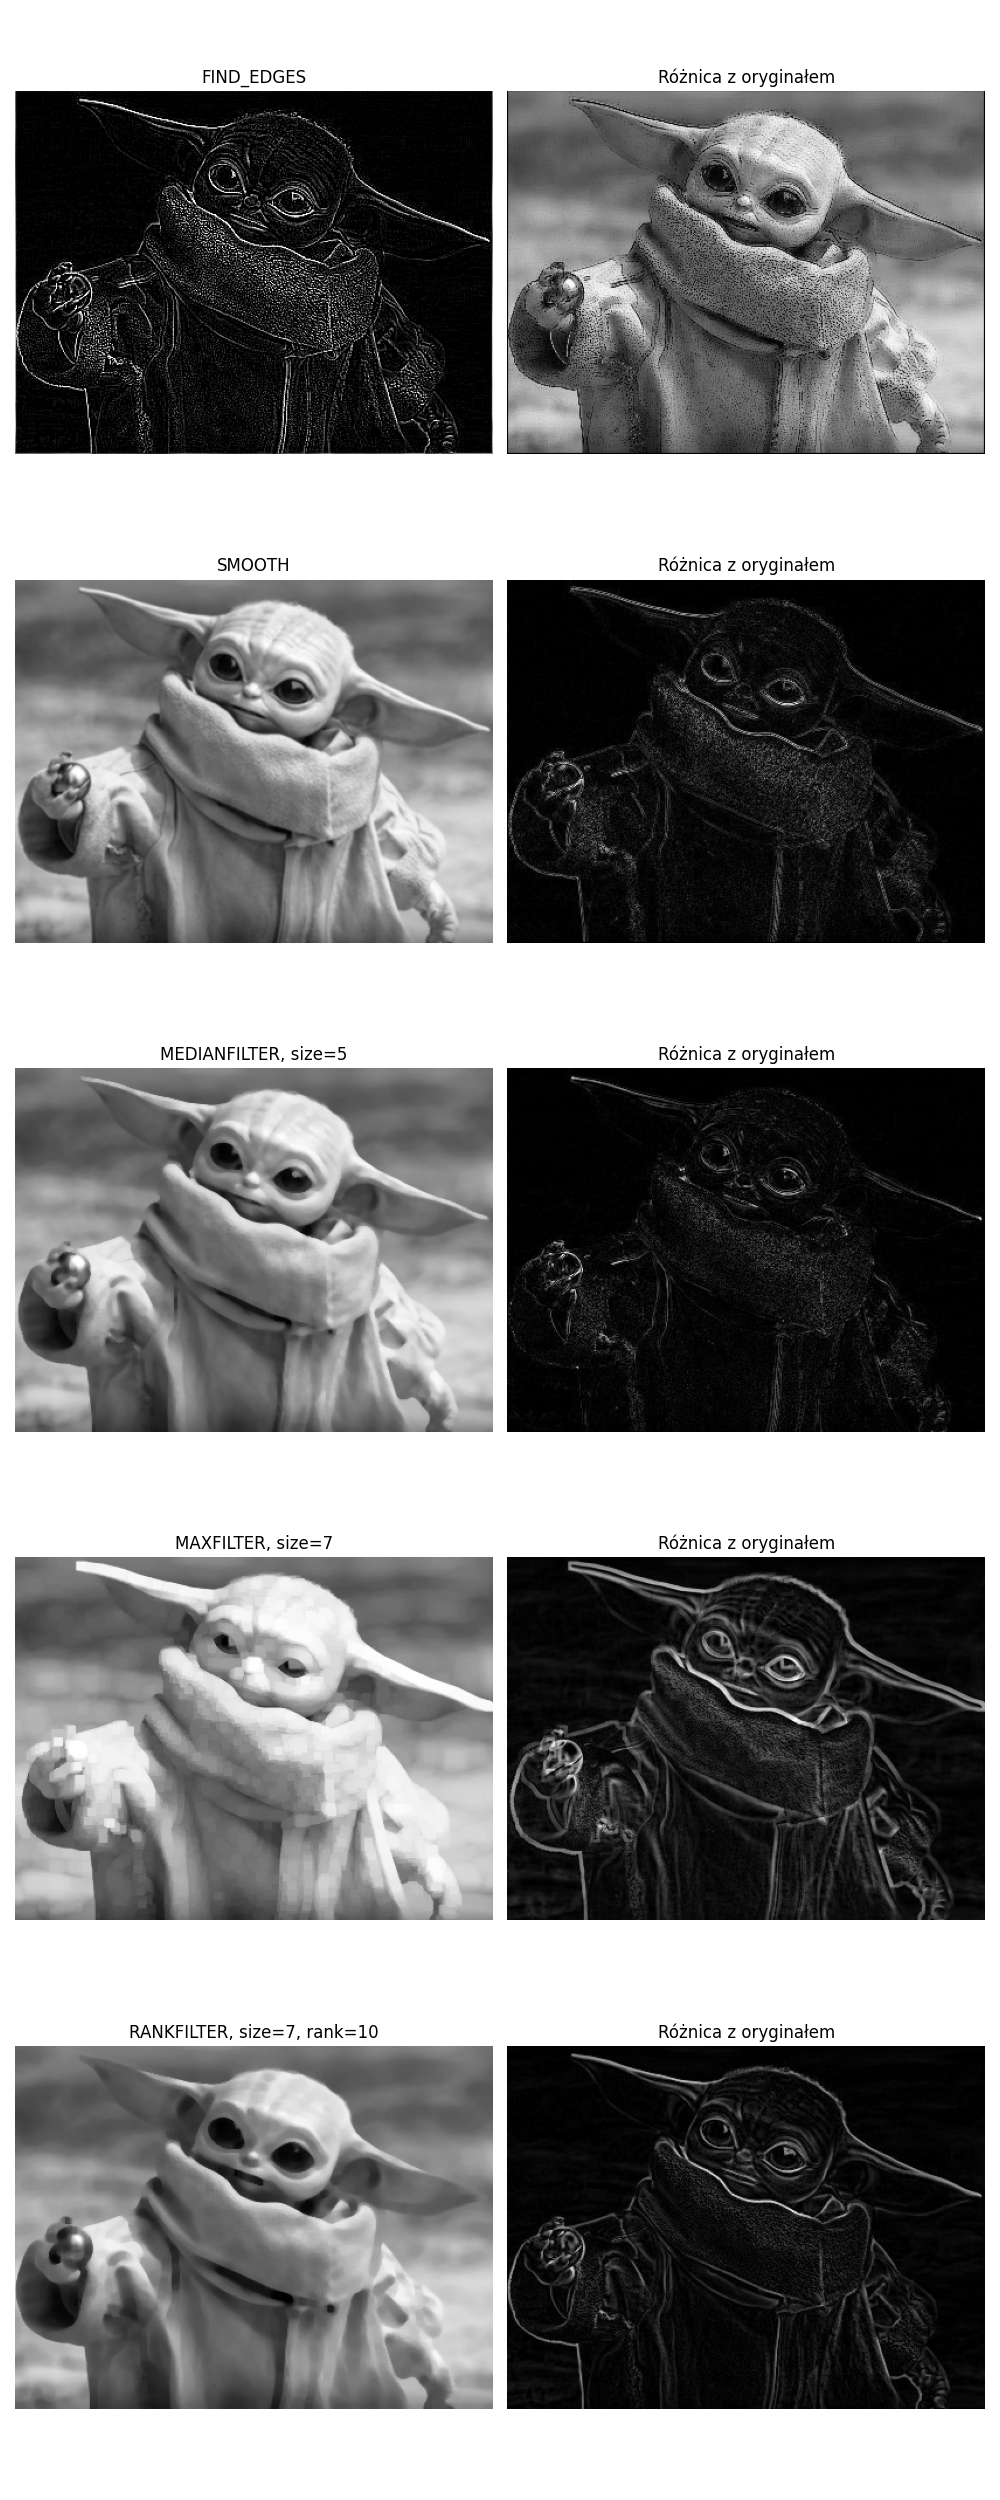 FIND_EDGES
Różnica z oryginałem
SMOOTH
Różnica z oryginałem
MEDIANFILTER, size=5
Różnica z oryginałem
MAXFILTER, size=7
Różnica z oryginałem
RANKFILTER, size=7, rank=10
Różnica z oryginałem